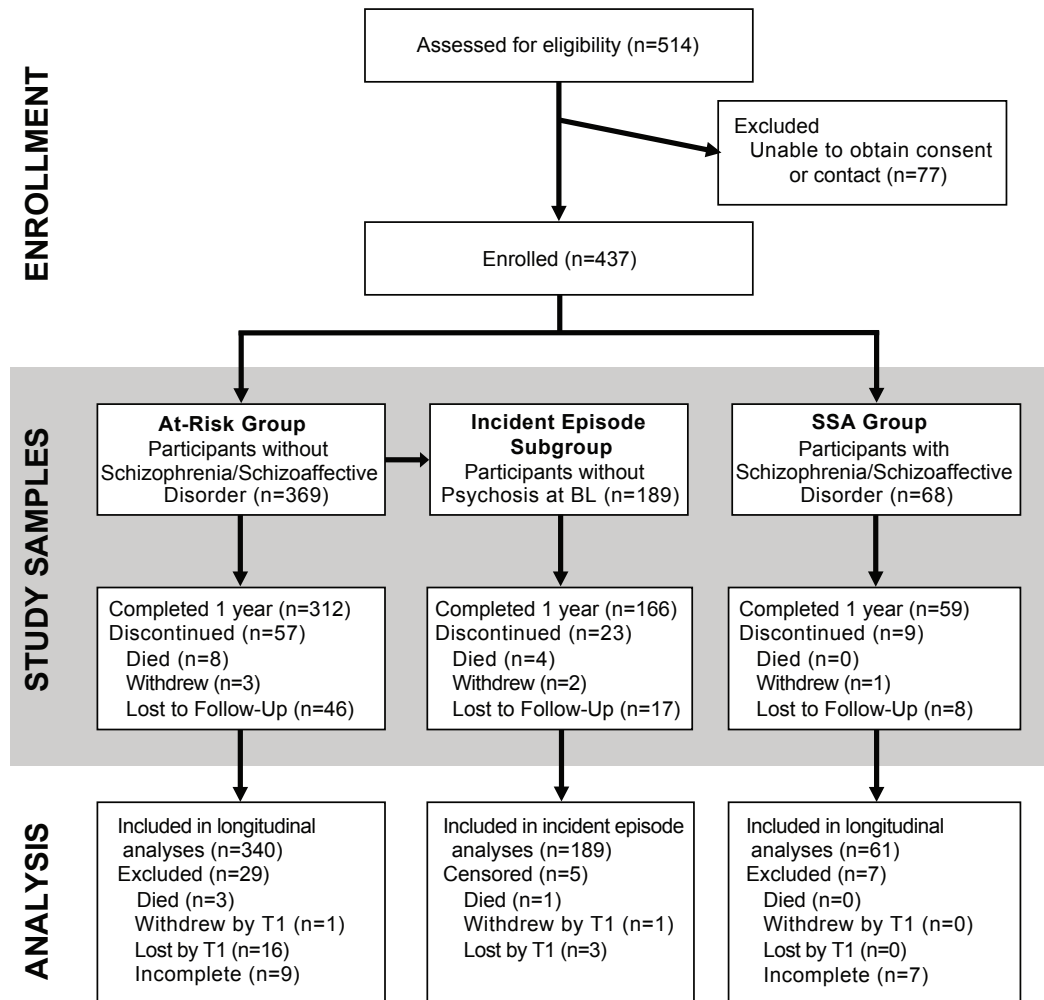 ENROLLMENT
Assessed for eligibility (n=514)
Excluded
Unable to obtain consent
or contact (n=77)
Enrolled (n=437)
STUDY SAMPLES
At-Risk Group
Participants without
Schizophrenia/Schizoaffective
Disorder (n=369)
Incident Episode
Subgroup
Participants without
Psychosis at BL (n=189)
SSA Group
Participants with
Schizophrenia/Schizoaffective
Disorder (n=68)
Completed 1 year (n=312)
Discontinued (n=57)
Died (n=8)
Withdrew (n=3)
Lost to Follow-Up (n=46)
Completed 1 year (n=166)
Discontinued (n=23)
Died (n=4)
Withdrew (n=2)
Lost to Follow-Up (n=17)
Completed 1 year (n=59)
Discontinued (n=9)
Died (n=0)
Withdrew (n=1)
Lost to Follow-Up (n=8)
ANALYSIS
Included in longitudinal
analyses (n=340)
Excluded (n=29)
Died (n=3)
Withdrew by T1 (n=1)
Lost by T1 (n=16)
Incomplete (n=9)
Included in incident episode
analyses (n=189)
Censored (n=5)
Died (n=1)
Withdrew by T1 (n=1)
Lost by T1 (n=3)
Included in longitudinal
analyses (n=61)
Excluded (n=7)
Died (n=0)
Withdrew by T1 (n=0)
Lost by T1 (n=0)
Incomplete (n=7)